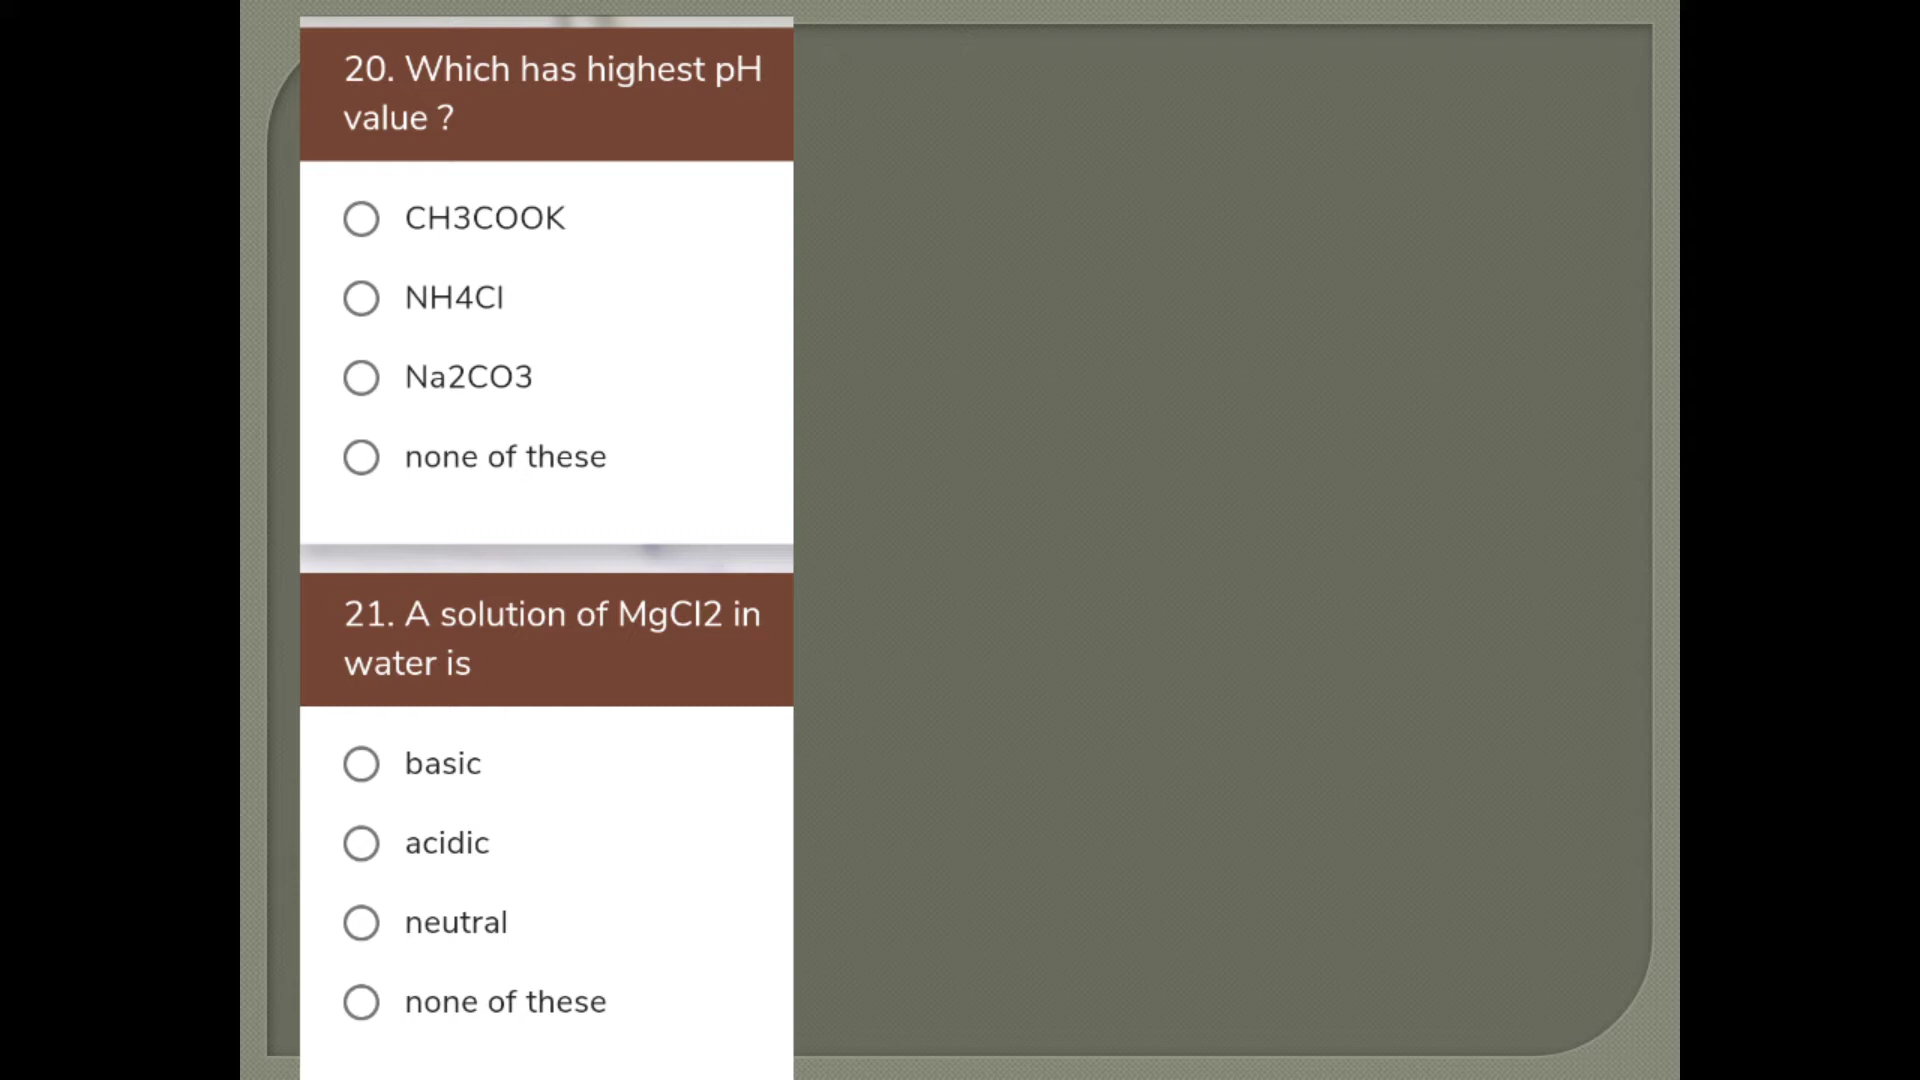 20. Which has highest pH
value ?
CH3COOK
NH4Cl
Na2CO3
none of these
21. A solution of MgCl2 in
water is
basic
acidic
neutral
none of these